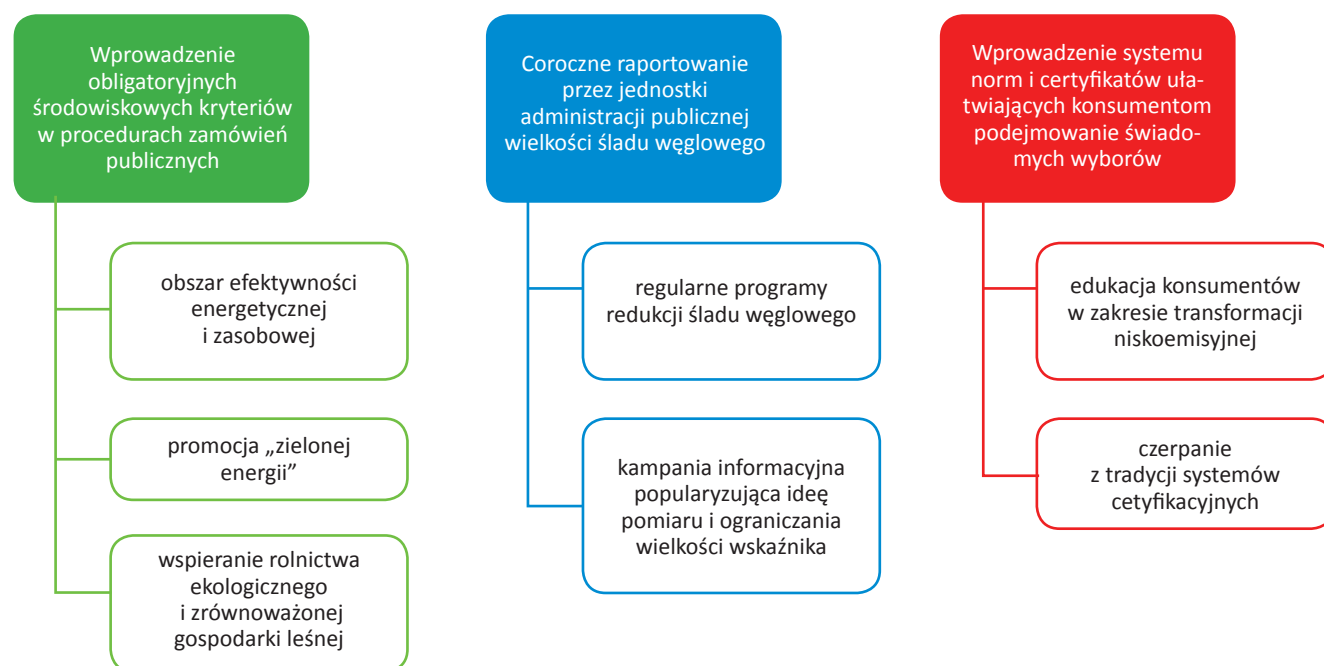 Wprowadzenie
obligatoryjnych
środowiskowych kryteriów
w procedurach zamówień
publicznych
obszar efektywności
energetycznej
i zasobowej
promocja „zielonej
energii”
wspieranie rolnictwa
ekologicznego
i zrównoważonej
gospodarki leśnej
Coroczne raportowanie
przez jednostki
administracji publicznej
wielkości śladu węglowego
regularne programy
redukcji śladu węglowego
kampania informacyjna
popularyzująca ideę
pomiaru i ograniczania
wielkości wskaźnika
Wprowadzenie systemu
norm i certyfikatów uła-
twiających konsumentom
podejmowanie świado-
mych wyborów
edukacja konsumentów
w zakresie transformacji
niskoemisyjnej
czerpanie
z tradycji systemów
cetyfikacyjnych